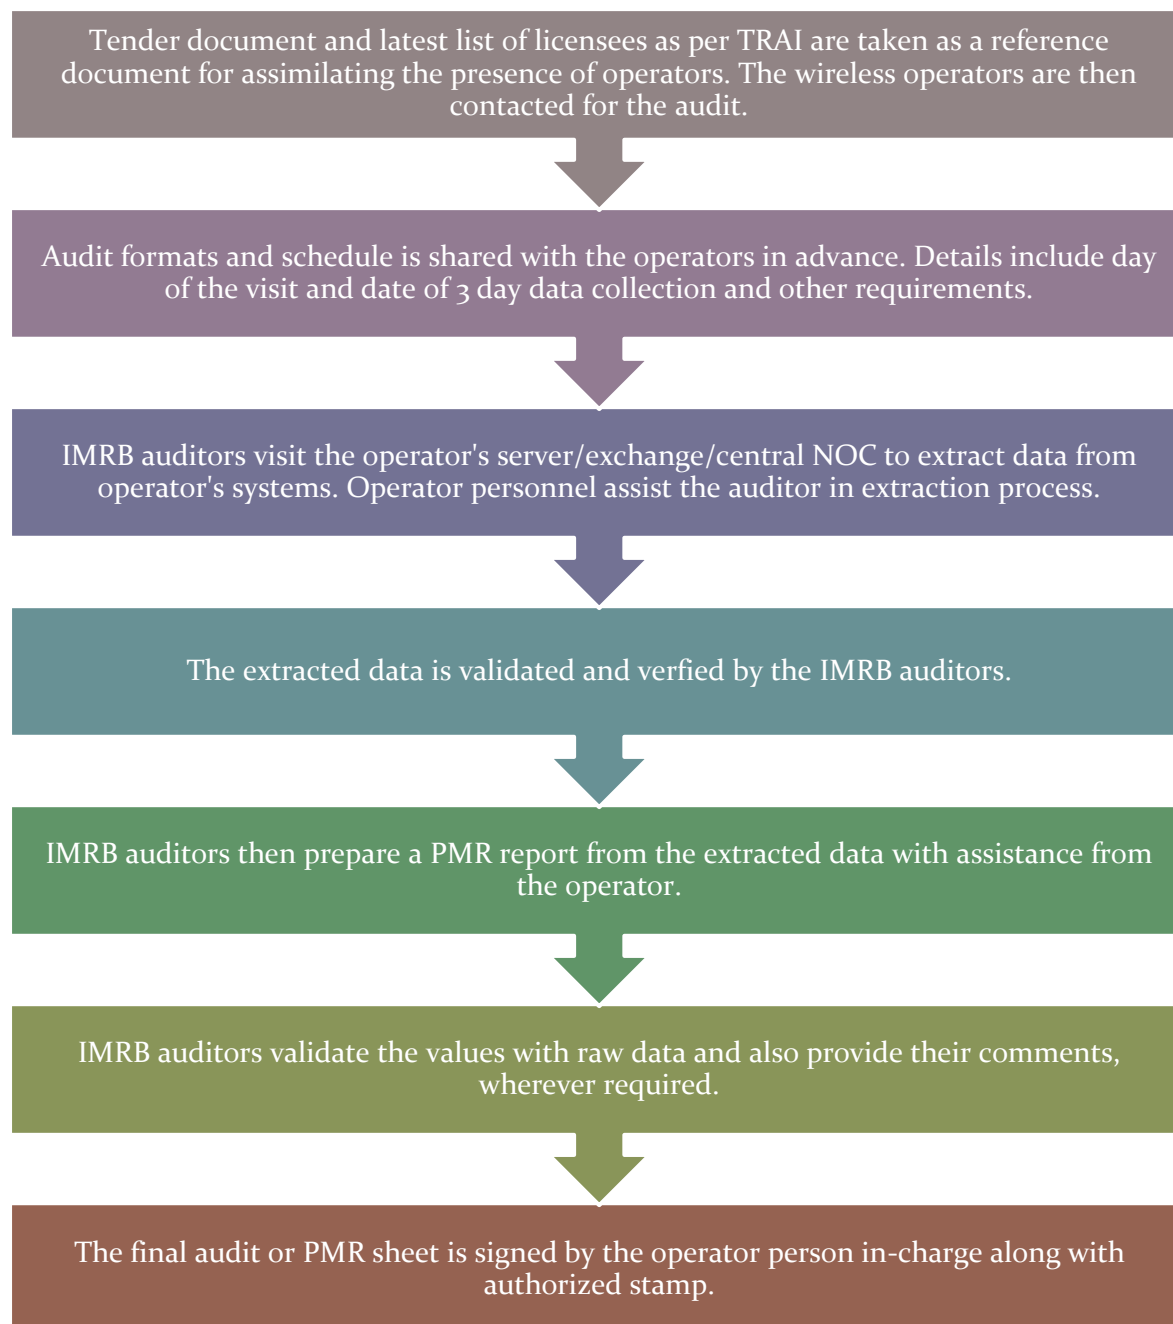 Tender document and latest list of licensees as per TRAI are taken as a reference
document for assimilating the presence of operators. The wireless operators are then
contacted for the audit.
Audit formats and schedule is shared with the operators in advance. Details include day
of the visit and date of 3 day data collection and other requirements.
IMRB auditors visit the operator's server/exchange/central NOC to extract data from
operator's systems. Operator personnel assist the auditor in extraction process.
The extracted data is validated and verfied by the IMRB auditors.
IMRB auditors then prepare a PMR report from the extracted data with assistance from
the operator.
IMRB auditors validate the values with raw data and also provide their comments,
wherever required.
The final audit or PMR sheet is signed by the operator person in-charge along with
authorized stamp.